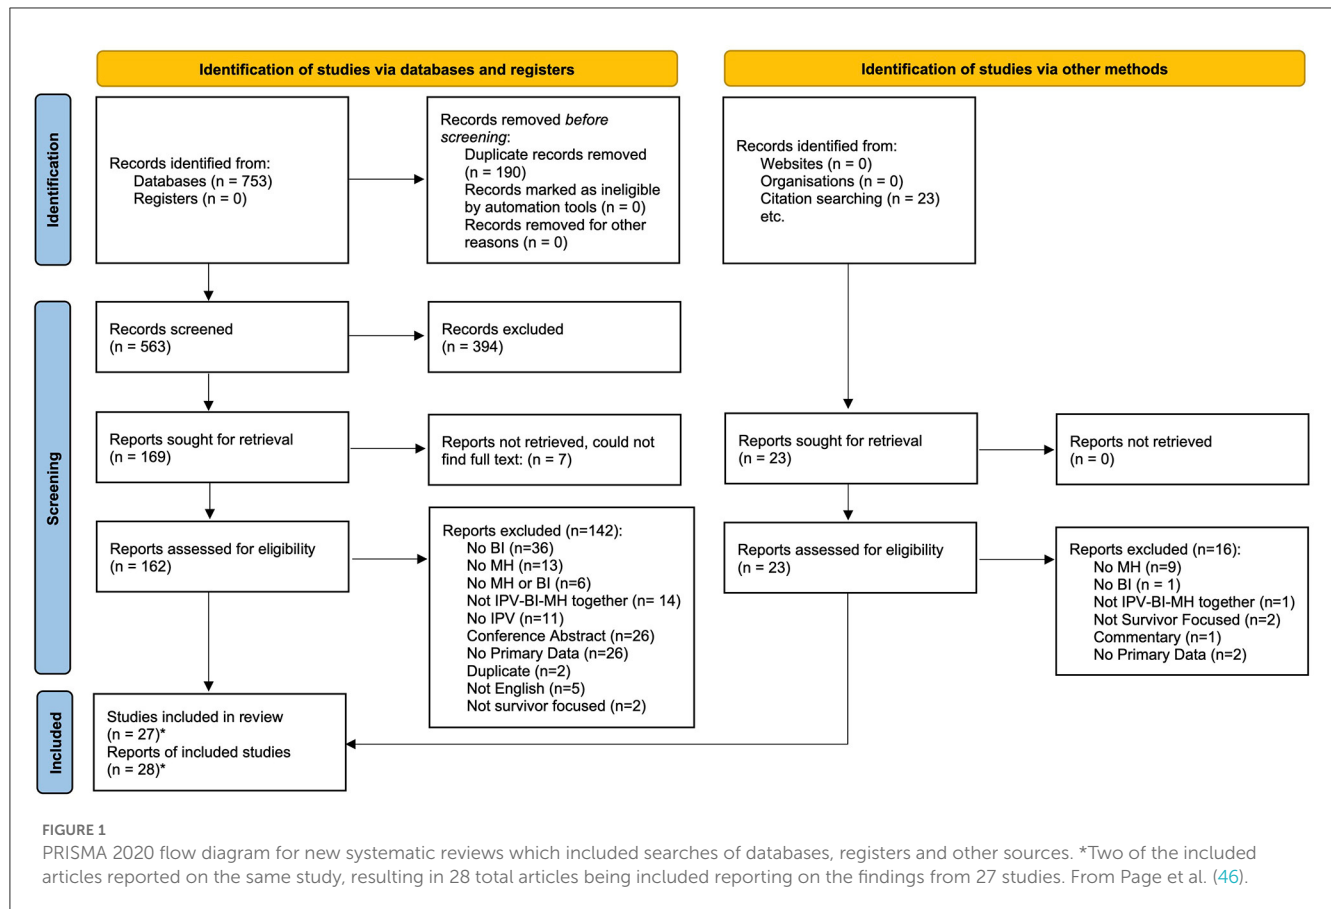 Identification of studies via databases and registers
Identification of studies via other methods
Identification
Records identified from:
Databases (n = 753)
Registers (n = 0)
Records removed before
screening:
Duplicate records removed
(n = 190)
Records marked as ineligible
by automation tools (n = 0)
Records removed for other
reasons (n = 0)
Records identified from:
Websites (n = 0)
Organisations (n = 0)
Citation searching (n = 23)
etc.
Screening
Records screened
(n = 563)
Records excluded
(n = 394)
Reports sought for retrieval
(n = 169)
Reports not retrieved, could not
find full text: (n = 7)
Reports sought for retrieval
(n = 23)
Reports not retrieved
(n = 0)
Reports assessed for eligibility
(n = 162)
Reports excluded (n=142):
No BI (n=36)
No MH (n=13)
No MH or BI (n=6)
Not IPV-BI-MH together (n= 14)
No IPV (n=11)
Conference Abstract (n=26)
No Primary Data (n=26)
Duplicate (n=2)
Not English (n=5)
Not survivor focused (n=2)
Reports assessed for eligibility
(n = 23)
Reports excluded (n=16):
No MH (n=9)
No BI (n = 1)
Not IPV-BI-MH together (n=1)
Not Survivor Focused (n=2)
Commentary (n=1)
No Primary Data (n=2)
Included
Studies included in review
(n = 27)*
Reports of included studies
(n = 28)*
FIGURE 1
PRISMA 2020 flow diagram for new systematic reviews which included searches of databases, registers and other sources. *Two of the included
articles reported on the same study, resulting in 28 total articles being included reporting on the findings from 27 studies. From Page et al. (46).